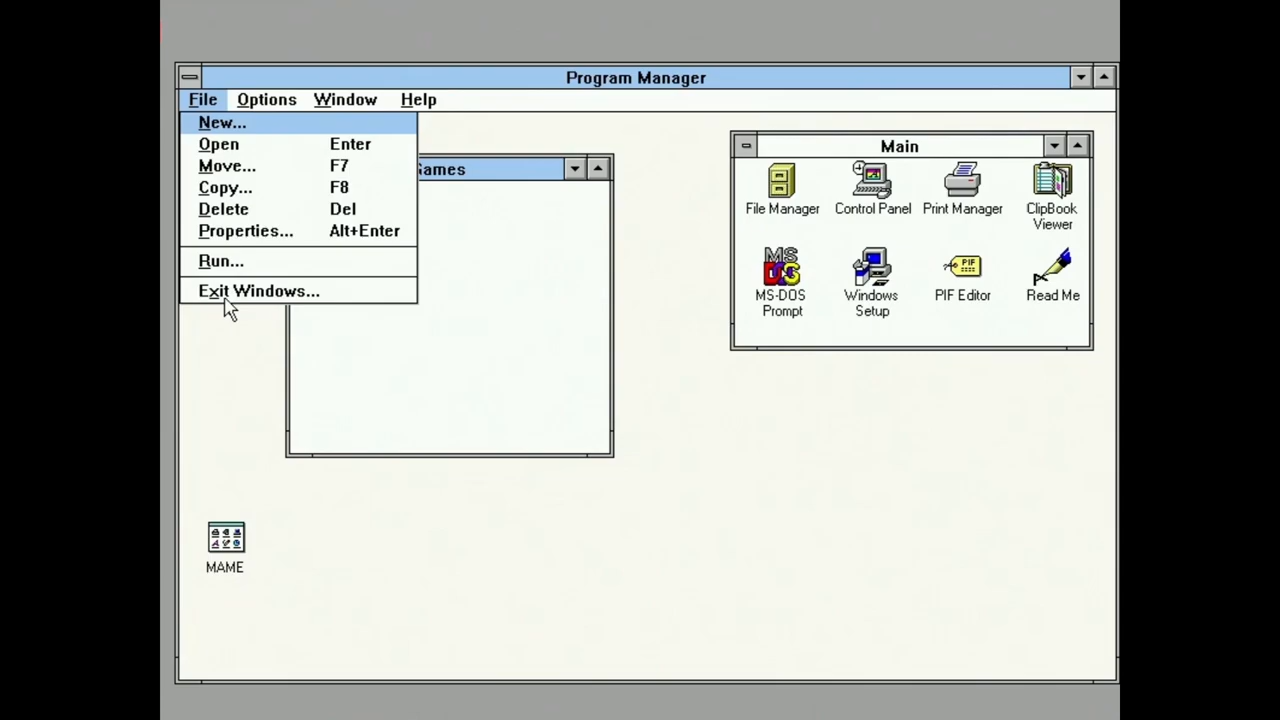 Program Manager
File Options Window Help
New...
Open Enter
Move... F7
Copy... F8
Delete Del
Properties... Alt+Enter
Run...
Exit Windows...
Games
Main
File Manager
Control Panel
Print Manager
ClipBook
Viewer
MS-DOS
MS-DOS
Prompt
Windows
Setup
PIF
PIF Editor
Read Me
MAME